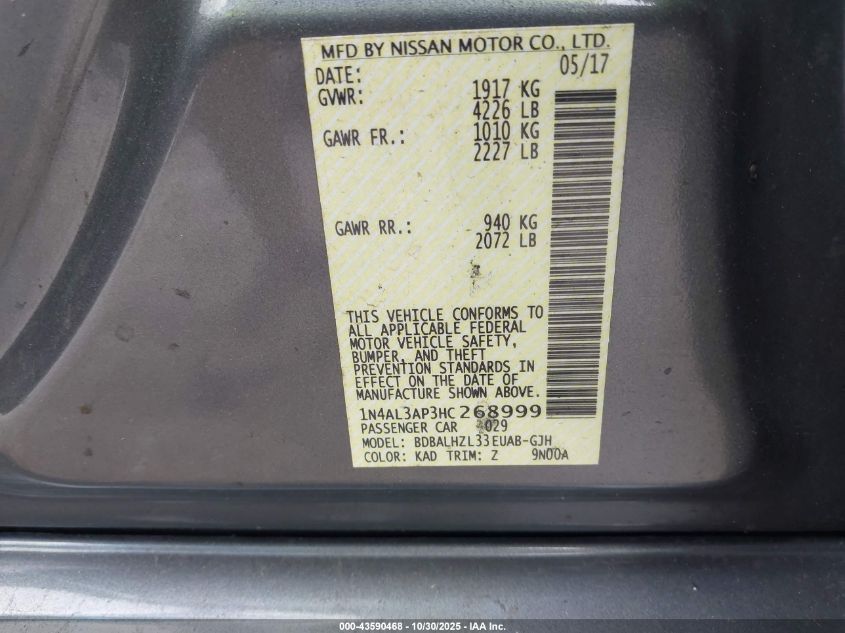 MFD BY NISSAN MOTOR CO., LTD.
DATE: 05/17
GVWR: 1917 KG
4226 LB
GAWR FR.: 1010 KG
2227 LB
GAWR RR.: 940 KG
2072 LB
THIS VEHICLE CONFORMS TO
ALL APPLICABLE FEDERAL
MOTOR VEHICLE SAFETY,
BUMPER, AND THEFT
PREVENTION STANDARDS IN
EFFECT ON THE DATE OF
MANUFACTURE SHOWN ABOVE.
1N4AL3AP3HC268999
PASSENGER CAR 029
MODEL: BDBALHZL33EUAB-GJH
COLOR: KAD TRIM: Z 9N00A
000-43590468 - 10/30/2025 - IAA Inc.